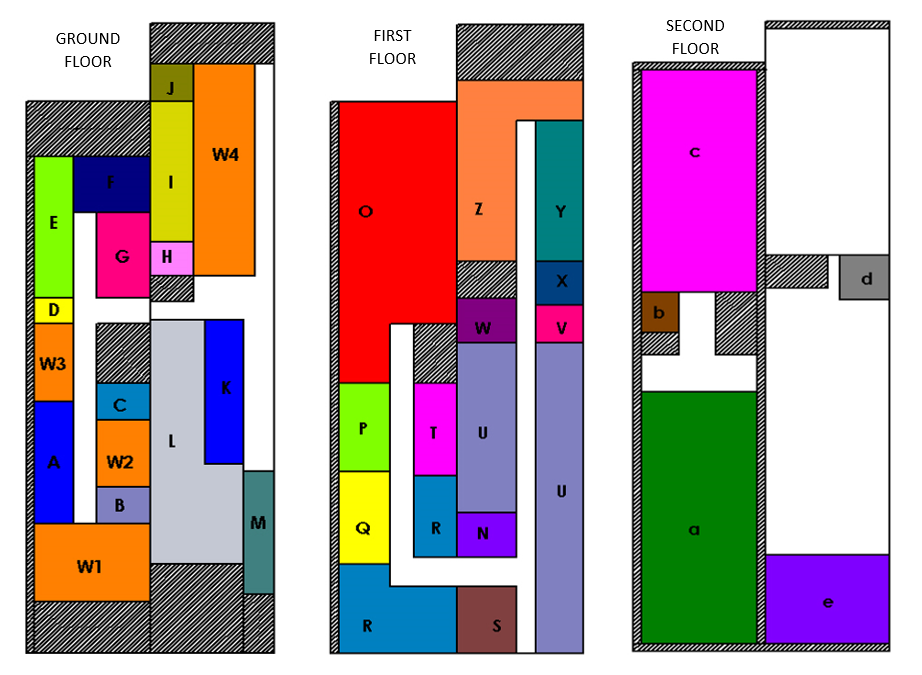 GROUND
FLOOR
J
W4
E
F
I
G
H
D
W3
C
K
A
W2
L
B
M
W1
FIRST
FLOOR
O
Z
Y
X
W
V
P
T
U
U
Q
R
N
R
S
SECOND
FLOOR
c
d
b
a
e